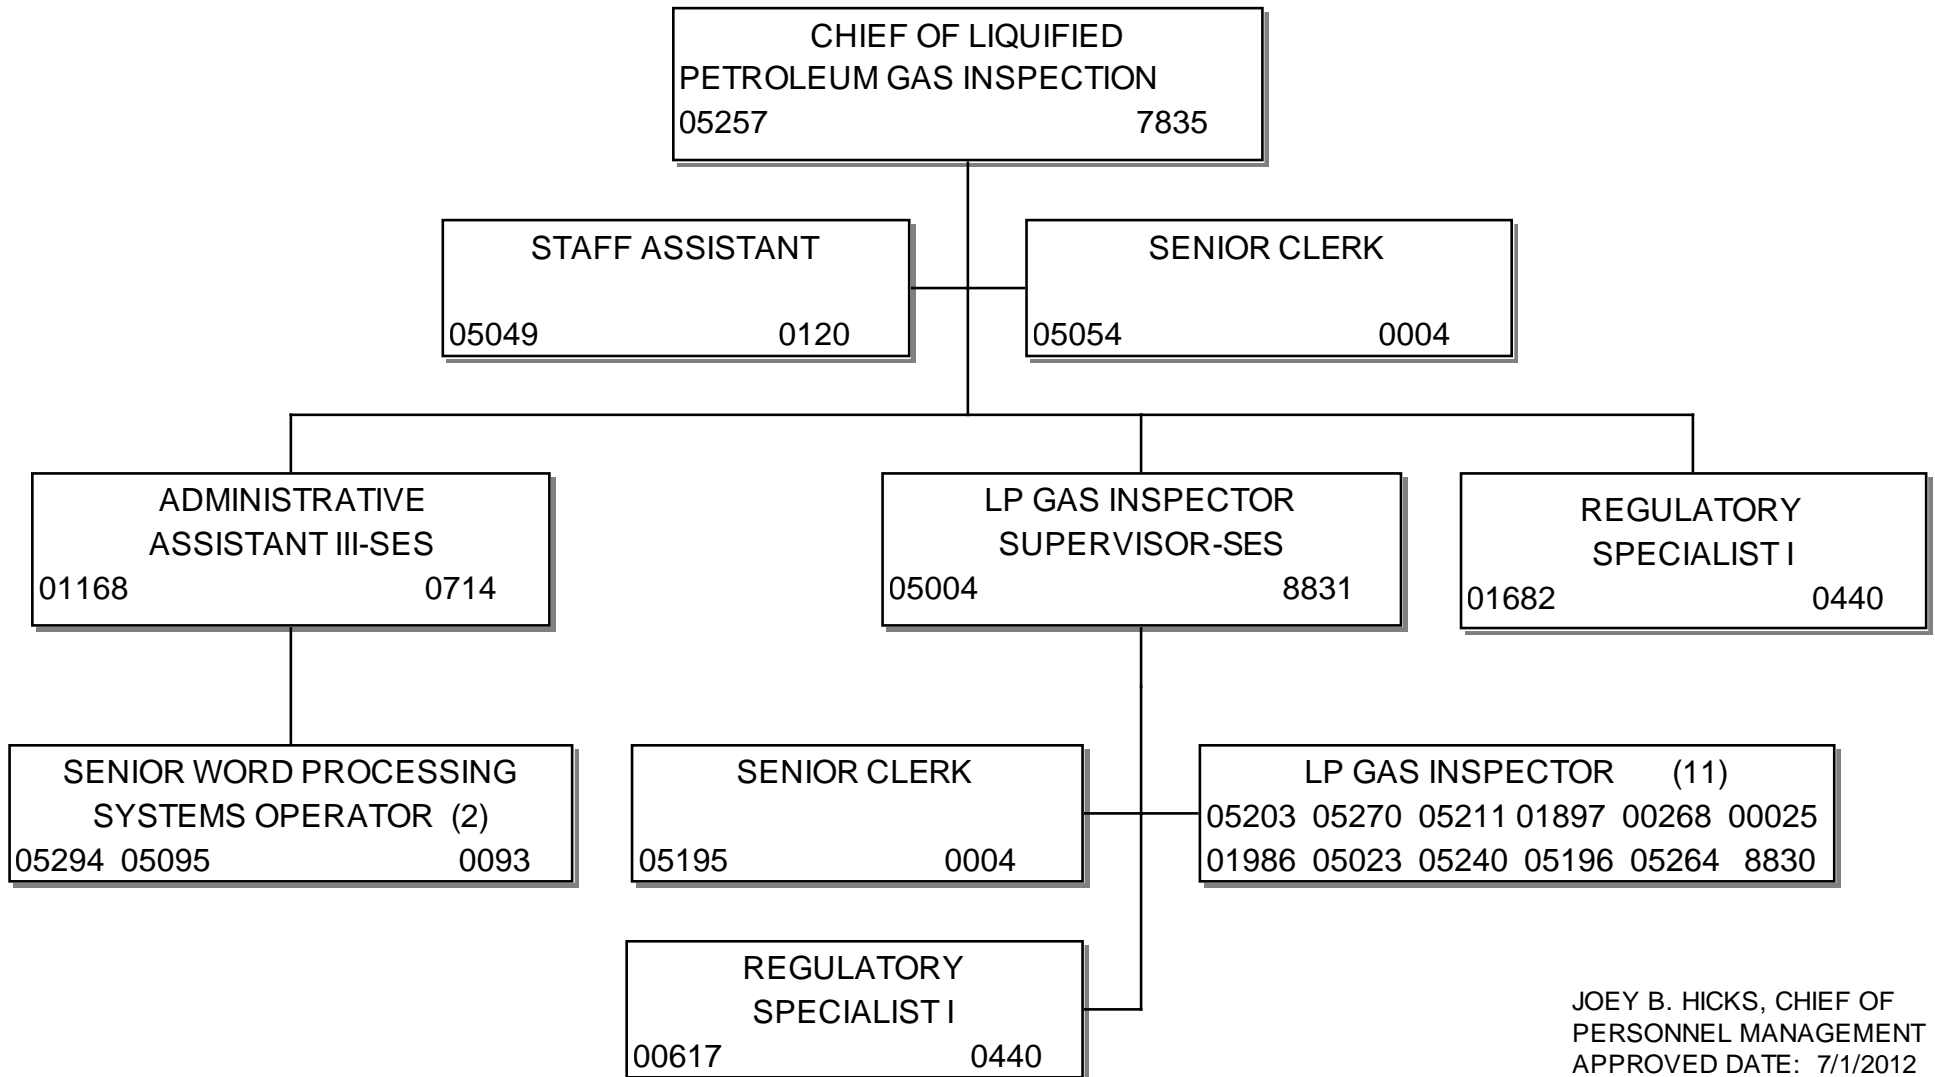 CHIEF OF LIQUIFIED
PETROLEUM GAS INSPECTION
05257 7835
STAFF ASSISTANT
05049 0120
SENIOR CLERK
05054 0004
ADMINISTRATIVE
ASSISTANT III-SES
01168 0714
LP GAS INSPECTOR
SUPERVISOR-SES
05004 8831
REGULATORY
SPECIALIST I
01682 0440
SENIOR WORD PROCESSING
SYSTEMS OPERATOR (2)
05294 05095 0093
SENIOR CLERK
05195 0004
LP GAS INSPECTOR (11)
05203 05270 05211 01897 00268 00025
01986 05023 05240 05196 05264 8830
REGULATORY
SPECIALIST I
00617 0440
JOEY B. HICKS, CHIEF OF
PERSONNEL MANAGEMENT
APPROVED DATE: 7/1/2012